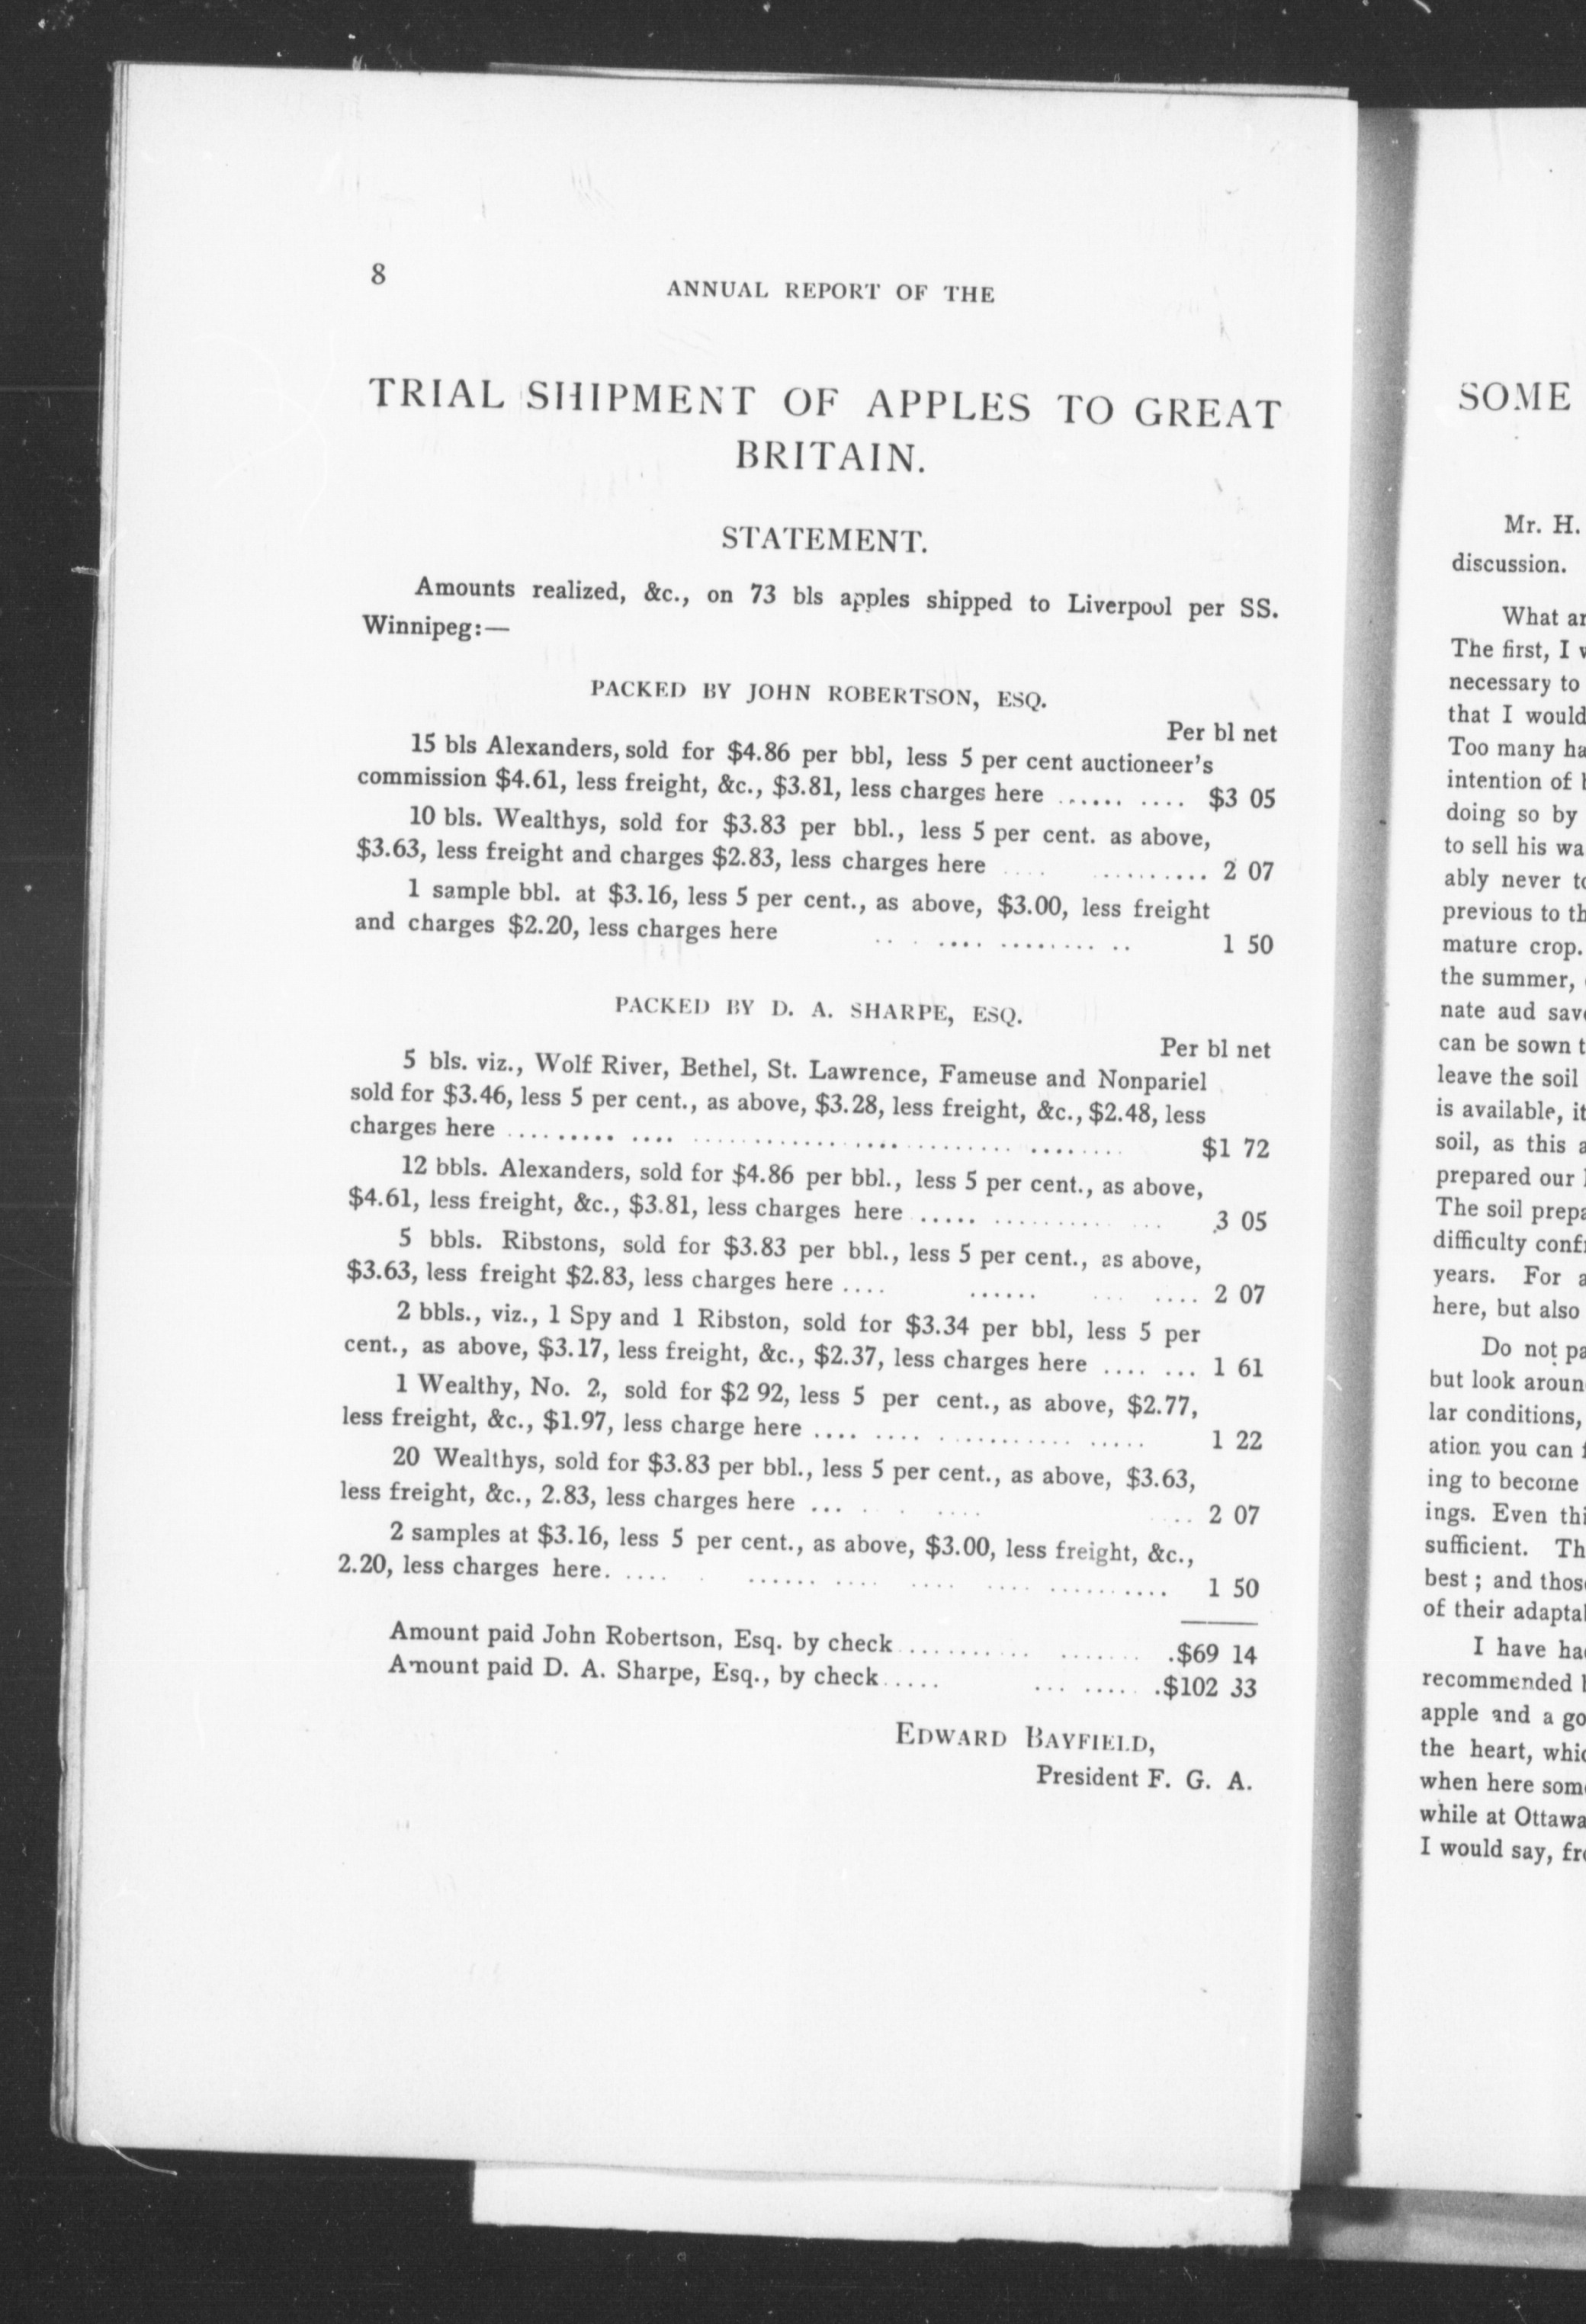 8
ANNUAL REPORT OF THE
TRIAL SHIPMENT OF APPLES TO GREAT
BRITAIN.
STATEMENT.
Amounts realized, &c., on 73 bls apples shipped to Liverpool per SS.
Winnipeg:—
PACKED BY JOHN ROBERTSON, ESQ.
Per bl net
15 bls Alexanders, sold for $4.86 per bbl, less 5 per cent auctioneer's
commission $4.61, less freight, &c., $3.81, less charges here ...... .... $3 05
10 bls. Wealthys, sold for $3.83 per bbl., less 5 per cent. as above,
$3.63, less freight and charges $2.83, less charges here .... .......... 2 07
1 sample bbl. at $3.16, less 5 per cent., as above, $3.00, less freight
and charges $2.20, less charges here .. . .... ......... .. 1 50
PACKED BY D. A. SHARPE, ESQ.
Per bl net
5 bls. viz., Wolf River, Bethel, St. Lawrence, Fameuse and Nonpariel
sold for $3.46, less 5 per cent., as above, $3.28, less freight, &c., $2.48, less
charges here ......... .... .................... ........ $1 72
12 bbls. Alexanders, sold for $4.86 per bbl., less 5 per cent., as above,
$4.61, less freight, &c., $3.81, less charges here ..... .......... ... 3 05
5 bbls. Ribstons, sold for $3.83 per bbl., less 5 per cent., as above,
$3.63, less freight $2.83, less charges here .... ...... ... .... 2 07
2 bbls., viz., 1 Spy and 1 Ribston, sold for $3.34 per bbl, less 5 per
cent., as above, $3.17, less freight, &c., $2.37, less charges here .... ... 1 61
1 Wealthy, No. 2, sold for $2 92, less 5 per cent., as above, $2.77,
less freight, &c., $1.97, less charge here .... .... ............ ..... 1 22
20 Wealthys, sold for $3.83 per bbl., less 5 per cent., as above, $3.63,
less freight, &c., 2.83, less charges here ... . . .... .. 2 07
2 samples at $3.16, less 5 per cent., as above, $3.00, less freight, &c.,
2.20, less charges here. .... . ...... .... .... .... .......... 1 50
Amount paid John Robertson, Esq. by check ........... ....... .$69 14
Amount paid D. A. Sharpe, Esq., by check ..... ... ..... .$102 33
EDWARD BAYFIELD,
President F. G. A.
SOME
Mr. H.
discussion.
What
The first, I
necessary to
that I would
Too many
intention of
doing so by
to sell his
ably never
previous to
mature crop.
the summer,
nate aud
can be sown
leave the soil
is available,
soil, as this
prepared our
The soil
difficulty
years. For
here, but also
Do not
but look
lar conditions,
ation you can
ing to become
ings. Even
sufficient.
best ; and
of their
I have
recommended
apple and a
the heart,
when here
while at Ottawa
I would say,